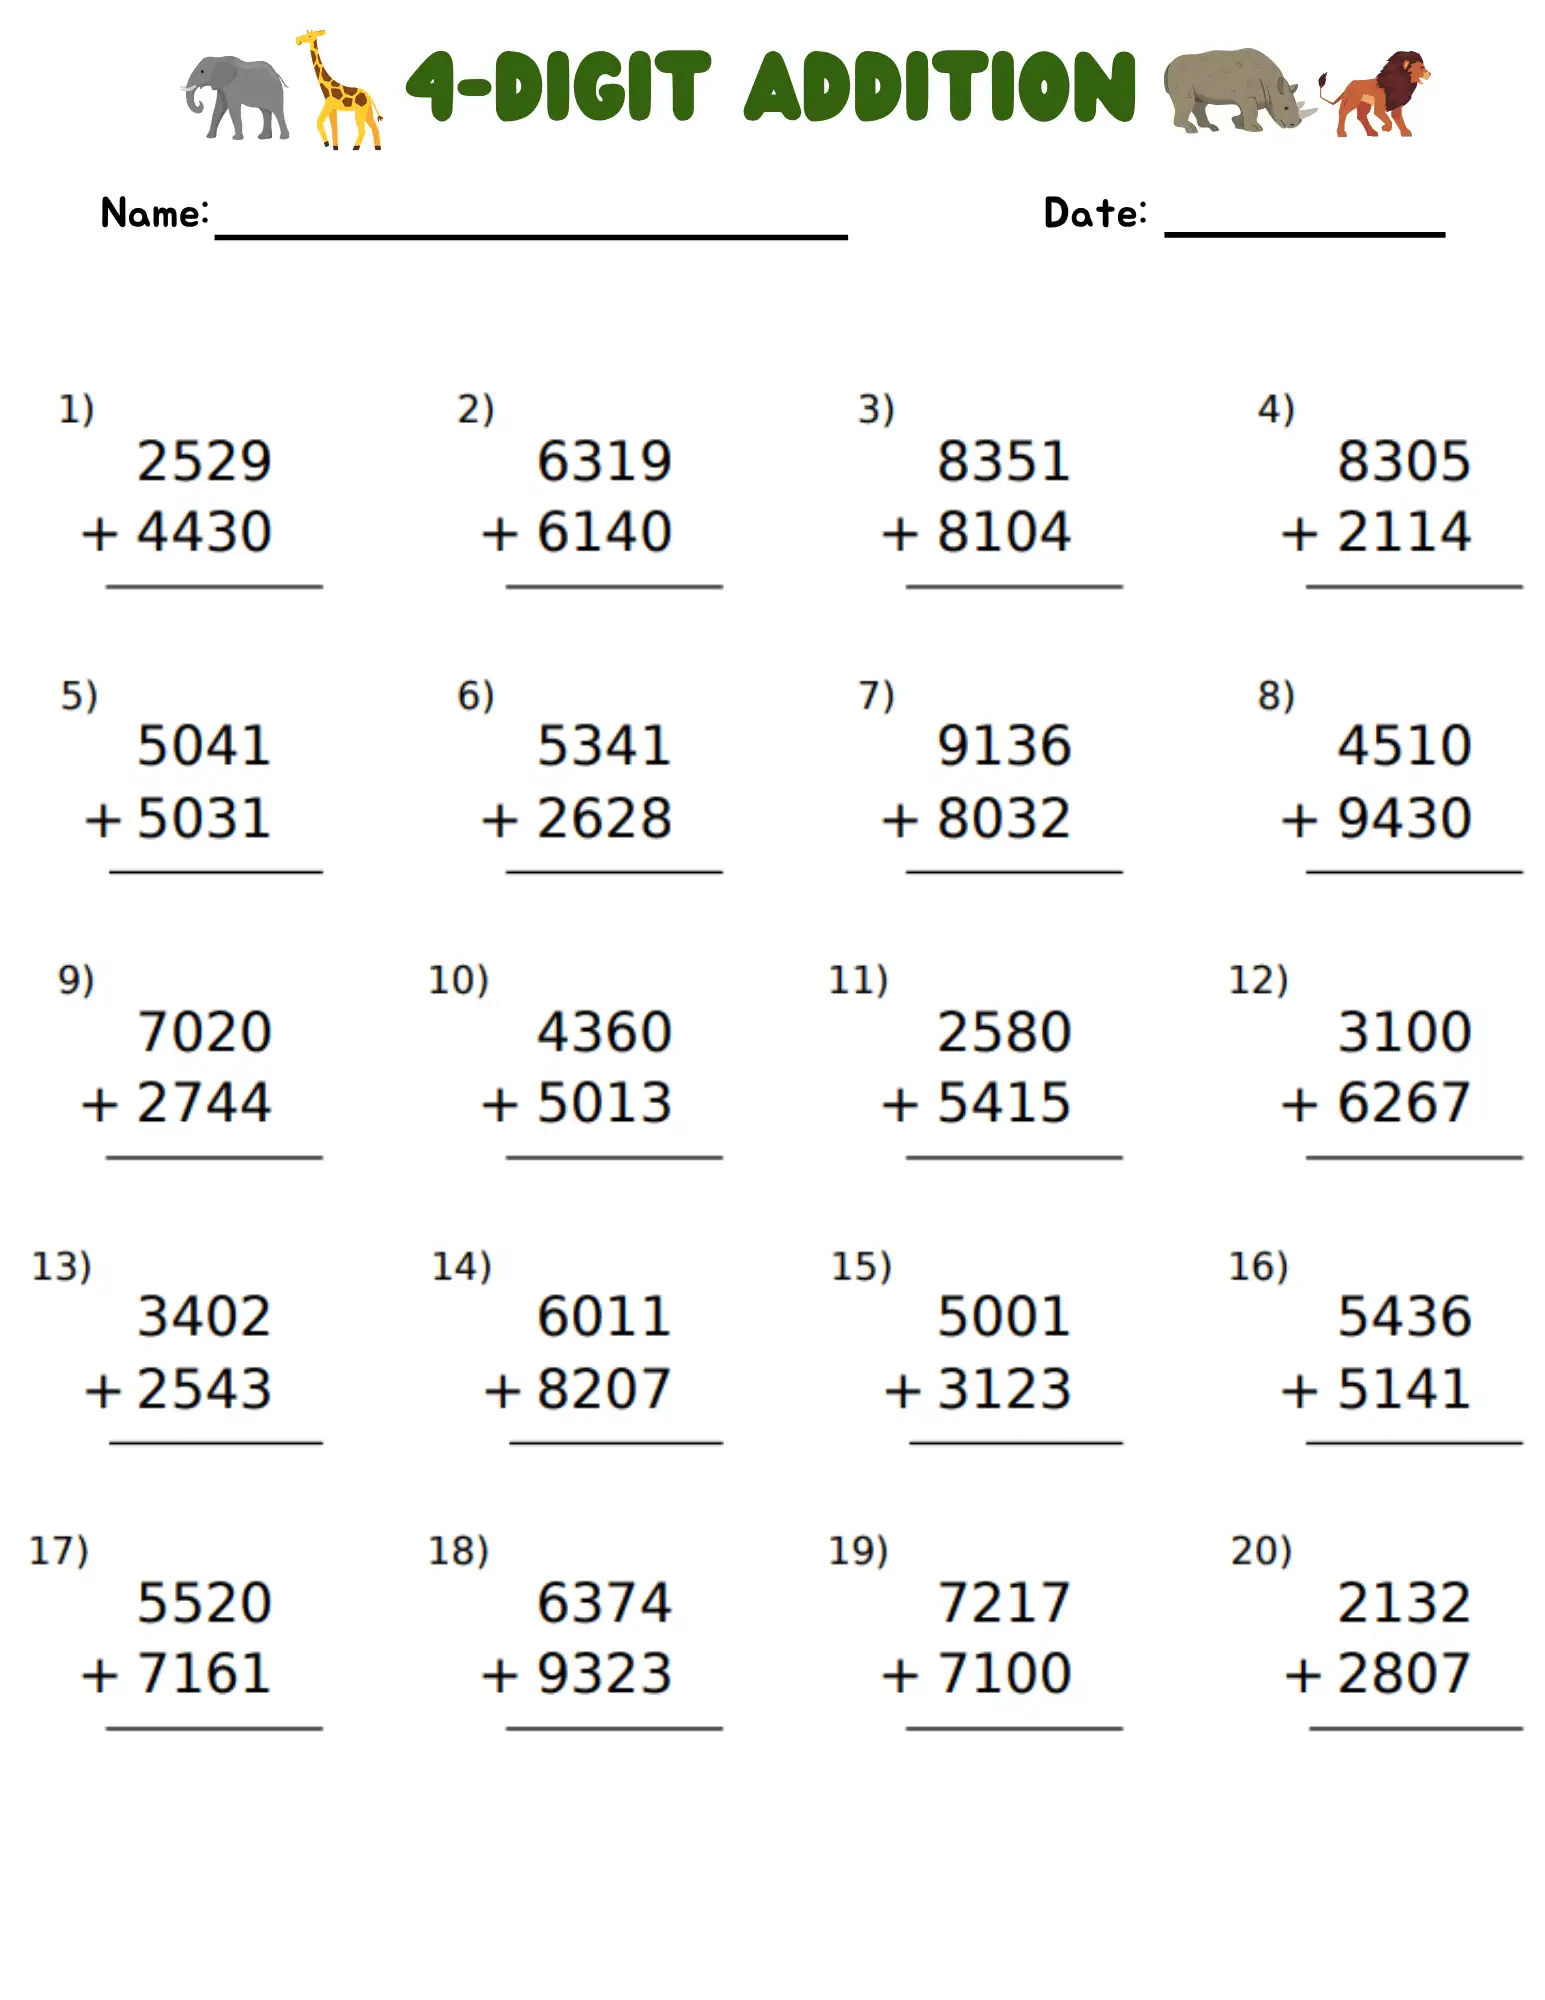 4-DIGIT ADDITION
Name: Date:
1) 2) 3) 4)
2529 6319 8351 8305
+ 4430 + 6140 + 8104 + 2114
5) 6) 7) 8)
5041 5341 9136 4510
+ 5031 + 2628 + 8032 + 9430
9) 10) 11) 12)
7020 4360 2580 3100
+ 2744 + 5013 + 5415 + 6267
13) 14) 15) 16)
3402 6011 5001 5436
+ 2543 + 8207 + 3123 + 5141
17) 18) 19) 20)
5520 6374 7217 2132
+ 7161 + 9323 + 7100 + 2807